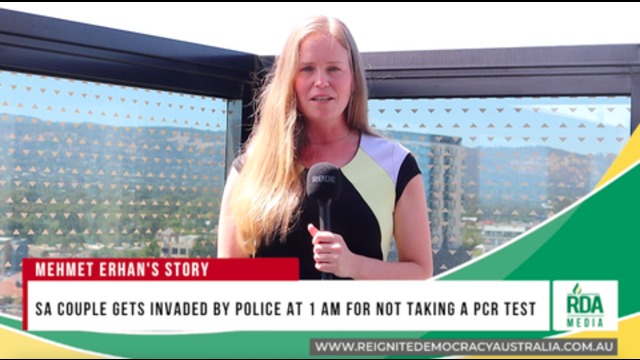 RØDE
MEHMET ERHAN'S STORY
SA COUPLE GETS INVADED BY POLICE AT 1 AM FOR NOT TAKING A PCR TEST
RDA
MEDIA
WWW.REIGNITEDEMOCRACYAUSTRALIA.COM.AU